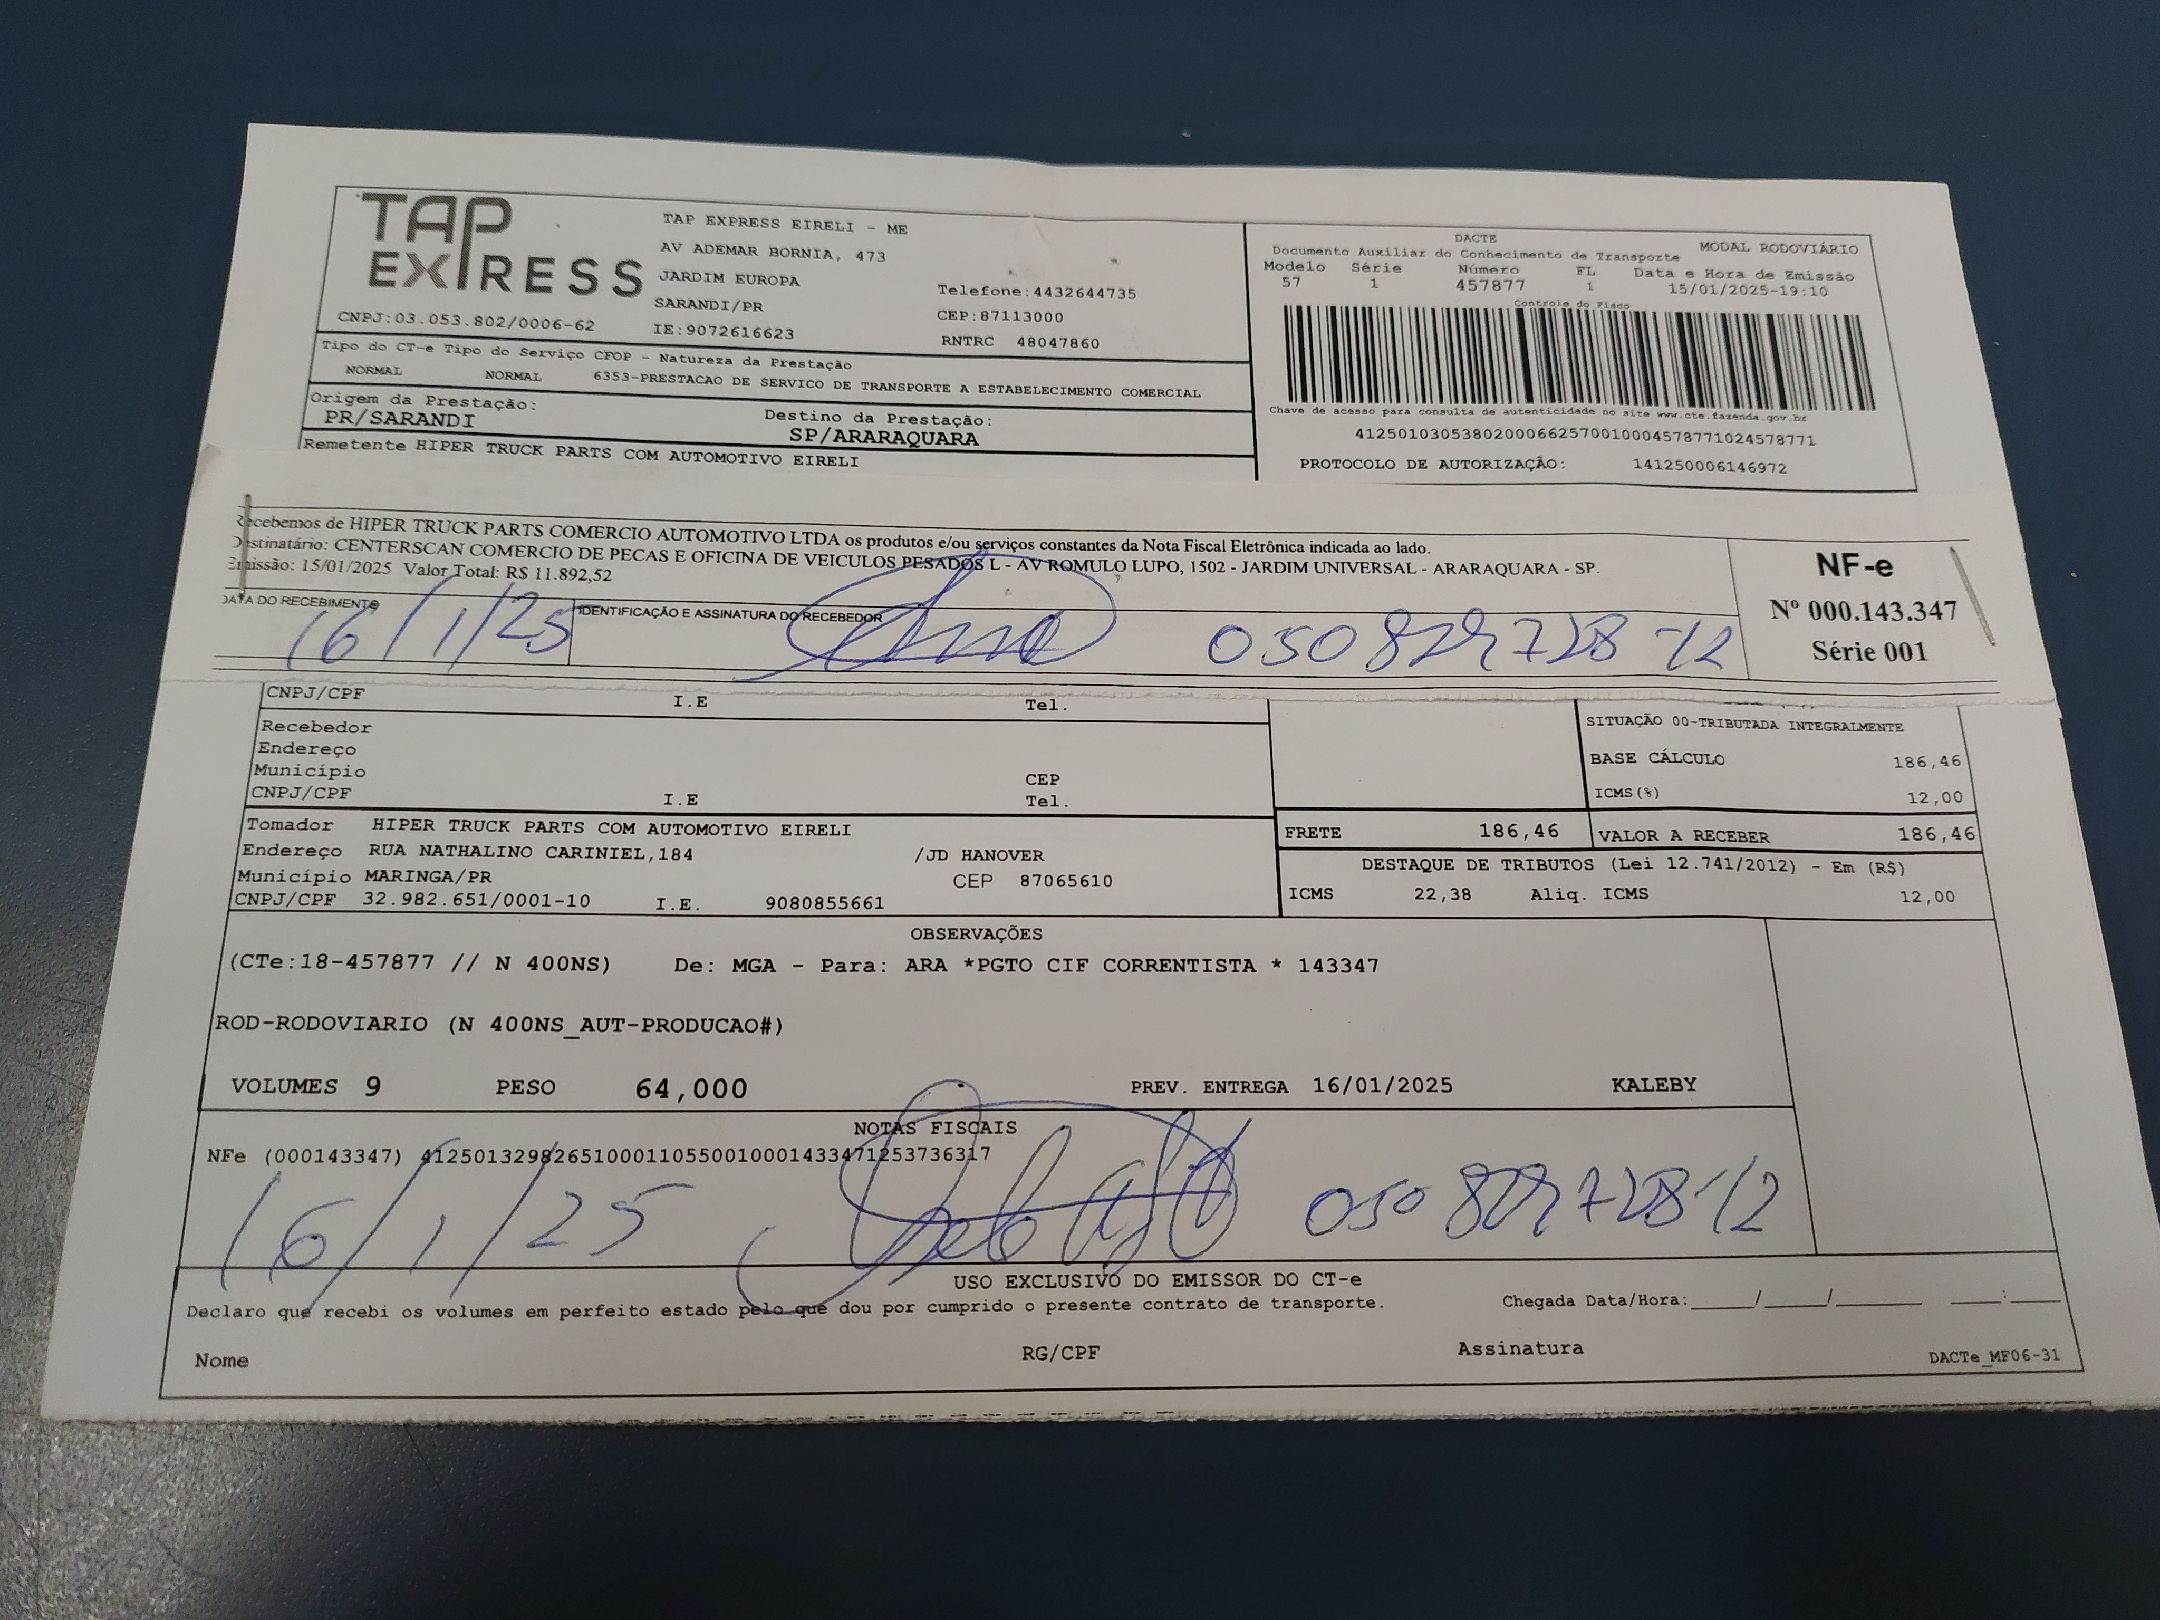 TAP EXPRESS
TAP EXPRESS EIRELI - ME
AV ADEMAR BORNIA, 473
JARDIM EUROPA
SARANDI/PR
Telefone:4432644735
CEP:87113000
CNPJ:03.053.802/0006-62
IE:9072616623
RNTRC 48047860
DACTE
MODAL RODOVIÁRIO
Documento Auxiliar do Conhecimento de Transporte
Modelo Série Número FL Data e Hora de Emissão
57 1 457877 1 15/01/2025-19:10
Controle do Fisco
Tipo do CT-e Tipo do Serviço CFOP - Natureza da Prestação
NORMAL NORMAL 6353-PRESTACAO DE SERVICO DE TRANSPORTE A ESTABELECIMENTO COMERCIAL
Origem da Prestação: Destino da Prestação:
PR/SARANDI SP/ARARAQUARA
Remetente HIPER TRUCK PARTS COM AUTOMOTIVO EIRELI
Chave de acesso para consulta de autenticidade no site www.cte.fazenda.gov.br
41250103053802000662570010004578771024578771
PROTOCOLO DE AUTORIZAÇÃO: 141250006146972
Recebemos de HIPER TRUCK PARTS COMERCIO AUTOMOTIVO LTDA os produtos e/ou serviços constantes da Nota Fiscal Eletrônica indicada ao lado.
Destinatário: CENTERSCAN COMERCIO DE PECAS E OFICINA DE VEICULOS PESADOS L - AV ROMULO LUPO, 1502 - JARDIM UNIVERSAL - ARARAQUARA - SP.
Emissão: 15/01/2025 Valor Total: R$ 11.892,52
DATA DO RECEBIMENTO
IDENTIFICAÇÃO E ASSINATURA DO RECEBEDOR
16/1/25
050 829 728-12
NF-e
Nº 000.143.347
Série 001
CNPJ/CPF I.E Tel.
Recebedor
Endereço
Município CEP
CNPJ/CPF I.E Tel.
SITUAÇÃO 00-TRIBUTADA INTEGRALMENTE
BASE CÁLCULO 186,46
ICMS(%) 12,00
Tomador HIPER TRUCK PARTS COM AUTOMOTIVO EIRELI
Endereço RUA NATHALINO CARINIEL,184 /JD HANOVER
Município MARINGA/PR CEP 87065610
CNPJ/CPF 32.982.651/0001-10 I.E. 9080855661
FRETE 186,46 VALOR A RECEBER 186,46
DESTAQUE DE TRIBUTOS (Lei 12.741/2012) - Em (R$)
ICMS 22,38 Aliq. ICMS 12,00
OBSERVAÇÕES
(CTe:18-457877 // N 400NS) De: MGA - Para: ARA *PGTO CIF CORRENTISTA * 143347
ROD-RODOVIARIO (N 400NS_AUT-PRODUCAO#)
VOLUMES 9 PESO 64,000 PREV. ENTREGA 16/01/2025 KALEBY
NOTAS FISCAIS
NFe (000143347) 41250132982651000110550010001433471253736317
16/1/25
050 829 728-12
USO EXCLUSIVO DO EMISSOR DO CT-e
Declaro que recebi os volumes em perfeito estado pelo que dou por cumprido o presente contrato de transporte. Chegada Data/Hora:____/____/______ ___:___
Nome RG/CPF Assinatura
DACTe_MF06-31